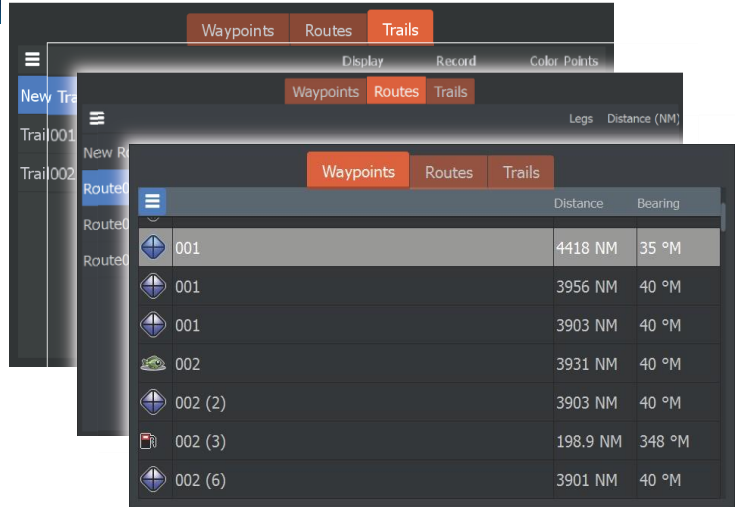 Waypoints Routes Trails
Display Record Color Points
New Tra
Trail001
Trail002
Waypoints Routes Trails
Legs Distance (NM)
New Ro
Route0
Route0
Route0
Waypoints Routes Trails
Distance Bearing
001 4418 NM 35 °M
001 3956 NM 40 °M
001 3903 NM 40 °M
002 3931 NM 40 °M
002 (2) 3903 NM 40 °M
002 (3) 198.9 NM 348 °M
002 (6) 3901 NM 40 °M